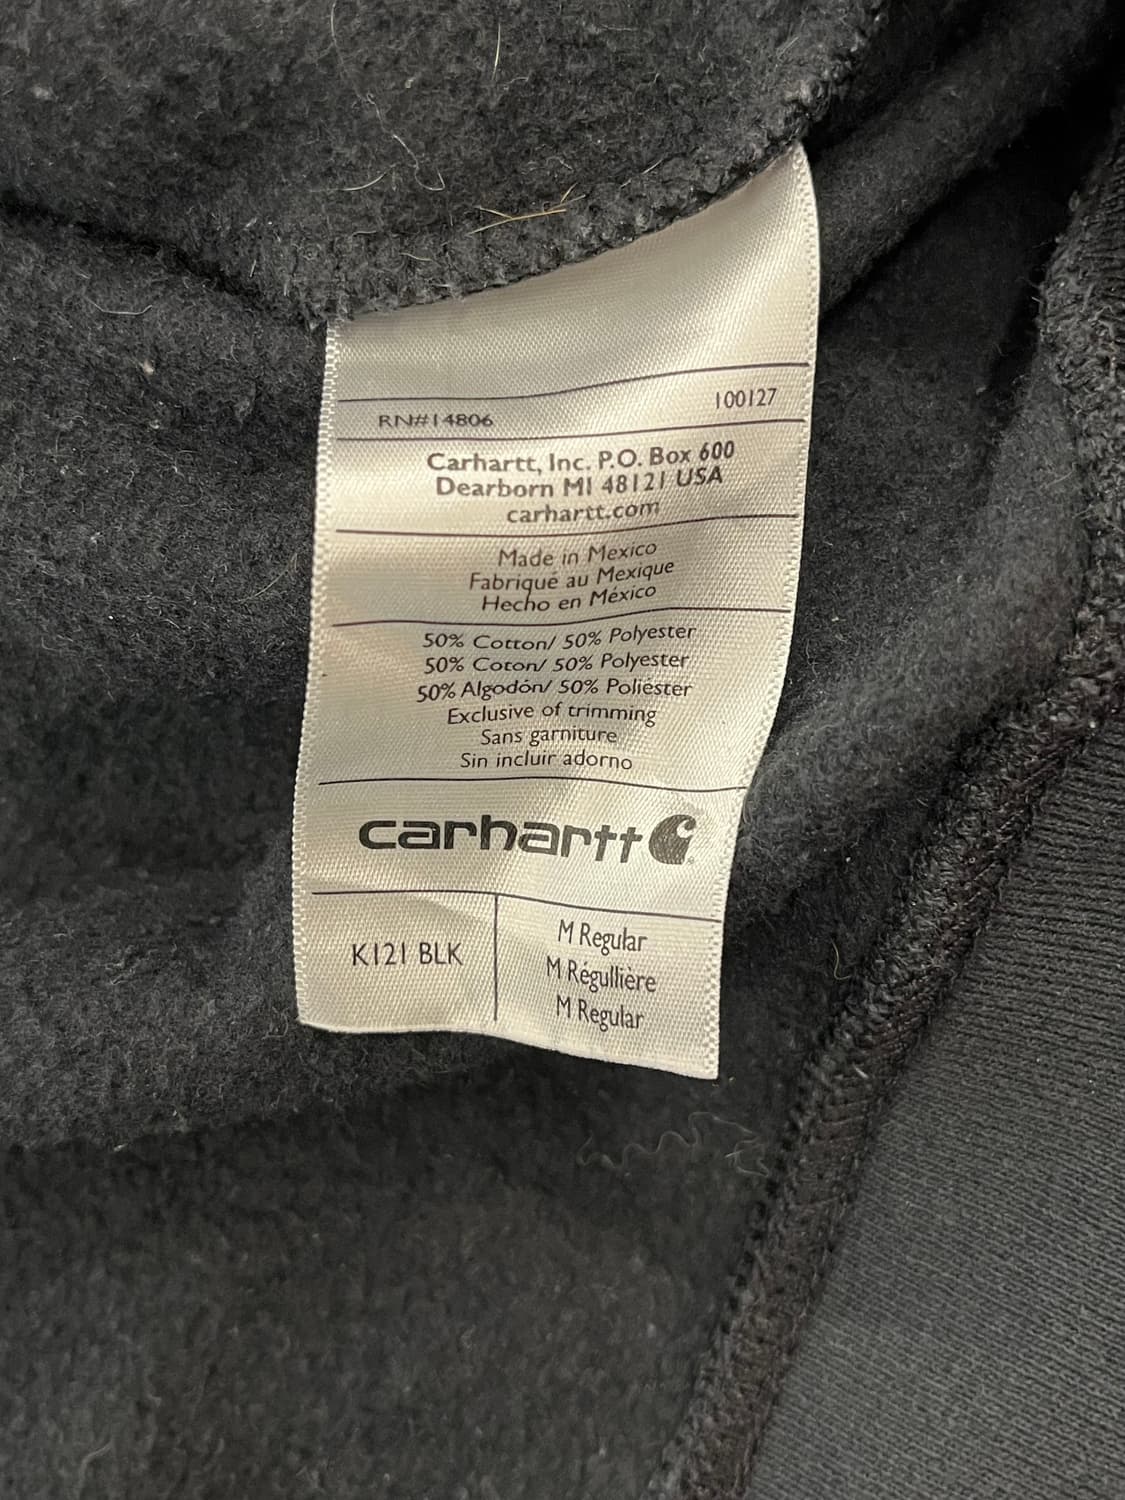 RN#14806 100127
Carhartt, Inc. P.O. Box 600
Dearborn MI 48121 USA
carhartt.com
Made in Mexico
Fabriqué au Mexique
Hecho en México
50% Cotton/ 50% Polyester
50% Coton/ 50% Polyester
50% Algodón/ 50% Poliéster
Exclusive of trimming
Sans garniture
Sin incluir adorno
carhartt
K121 BLK
M Regular
M Régullière
M Regular